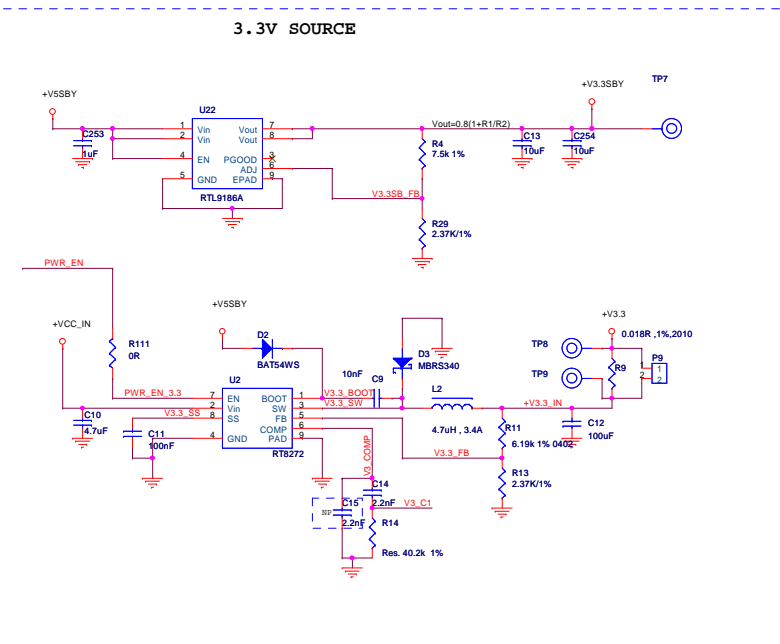 3.3V SOURCE
TP7
+V5SBY
+V3.3SBY
U22
C253
1uF
1 Vin Vout 7
2 Vin Vout 8
4 EN PGOOD 3
ADJ 6
5 GND EPAD 9
RTL9186A
Vout=0.8(1+R1/R2)
R4
7.5k 1%
C13
10uF
C254
10uF
V3.3SB_FB
R29
2.37K/1%
PWR_EN
+V5SBY
+VCC_IN
+V3.3
R111
0R
D2
BAT54WS
D3
MBRS340
TP8
0.018R ,1%,2010
TP9
R9
P9
1 1
2 2
10nF
C9
U2
L2
PWR_EN_3.3
7 EN BOOT 1
V3.3_BOOT
2 Vin SW 3
V3.3_SW
+V3.3_IN
V3.3_SS
8 SS FB 5
COMP 6
4 GND PAD 9
RT8272
C10
4.7uF
C11
100nF
4.7uH , 3.4A
R11
6.19k 1% 0402
C12
100uF
V3.3_FB
V3_COMP
R13
2.37K/1%
C14
2.2nF
NP
C15
2.2nF
V3_C1
R14
Res. 40.2k 1%